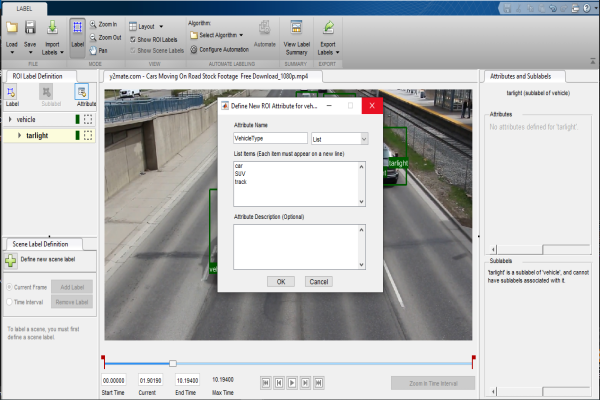 LABEL
Load
Save
Import
Labels
FILE
Label
Zoom In
Zoom Out
Pan
MODE
Layout
Show ROI Labels
Show Scene Labels
VIEW
Algorithm:
Select Algorithm
Configure Automation
Automate
AUTOMATE LABELING
View Label
Summary
SUMMARY
Export
Labels
EXPORT
ROI Label Definition
Label
Sublabel
Attribute
vehicle
tarlight
Scene Label Definition
Define new scene label
Current Frame
Add Label
Time Interval
Remove Label
To label a scene, you must first
define a scene label.
y2mate.com - Cars Moving On Road Stock Footage Free Download_1080p.mp4
tarlight
Define New ROI Attribute for veh...
Attribute Name
VehicleType
List
List Items (Each item must appear on a new line)
car
SUV
track
Attribute Description (Optional)
OK
Cancel
00.00000
01.90190
10.19400
10.19400
Start Time
Current
End Time
Max Time
Zoom In Time Interval
Attributes and Sublabels
tarlight (sublabel of vehicle)
Attributes
No attributes defined for 'tarlight'
Sublabels
'tarlight' is a sublabel of 'vehicle', and cannot
have sublabels associated with it.